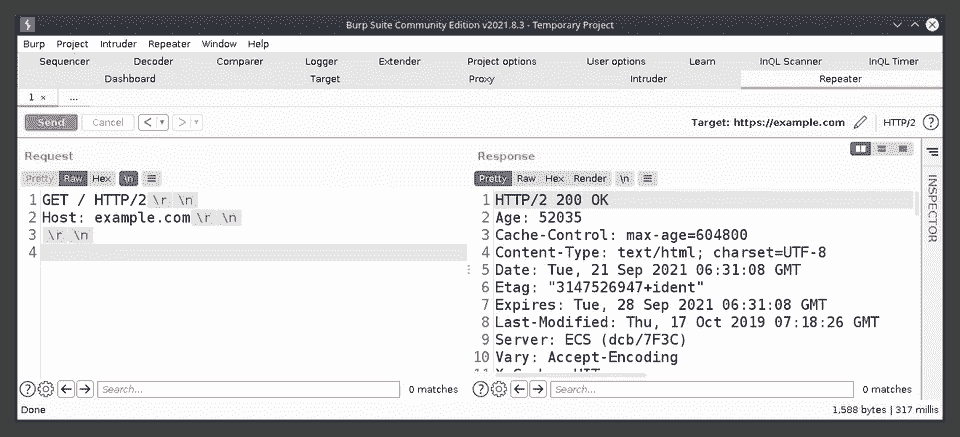 Burp Suite Community Edition v2021.8.3 - Temporary Project
Burp Project Intruder Repeater Window Help
Sequencer Decoder Comparer Logger Extender Project options User options Learn InQL Scanner InQL Timer
Dashboard Target Proxy Intruder Repeater
1 × ...
Send Cancel < > Target: https://example.com HTTP/2 ?
Request
Pretty Raw Hex \n
1 GET / HTTP/2 \r \n
2 Host: example.com \r \n
3 \r \n
4
? Search... 0 matches
Response
Pretty Raw Hex Render \n
1 HTTP/2 200 OK
2 Age: 52035
3 Cache-Control: max-age=604800
4 Content-Type: text/html; charset=UTF-8
5 Date: Tue, 21 Sep 2021 06:31:08 GMT
6 Etag: "3147526947+ident"
7 Expires: Tue, 28 Sep 2021 06:31:08 GMT
8 Last-Modified: Thu, 17 Oct 2019 07:18:26 GMT
9 Server: ECS (dcb/7F3C)
10 Vary: Accept-Encoding
? Search... 0 matches
INSPECTOR
Done 1,588 bytes | 317 millis